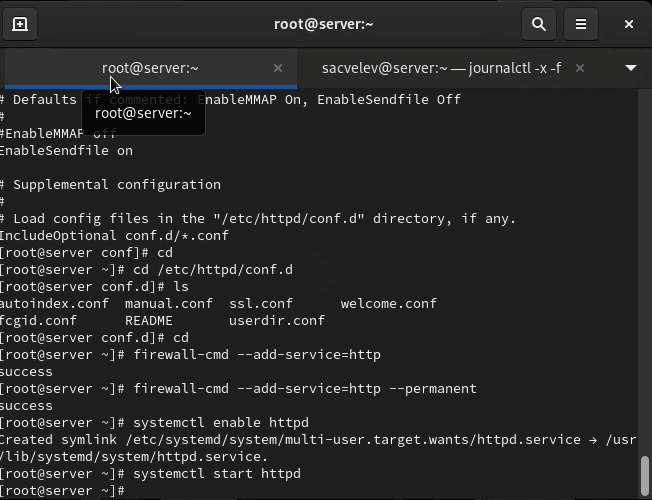 root@server:~
root@server:~
sacvelev@server:~ — journalctl -x -f
# Defaults if commented: EnableMMAP On, EnableSendfile Off
root@server:~
#
#EnableMMAP off
EnableSendfile on
# Supplemental configuration
#
# Load config files in the "/etc/httpd/conf.d" directory, if any.
IncludeOptional conf.d/*.conf
[root@server conf]# cd
[root@server ~]# cd /etc/httpd/conf.d
[root@server conf.d]# ls
autoindex.conf  manual.conf  ssl.conf      welcome.conf
fcgid.conf      README       userdir.conf
[root@server conf.d]# cd
[root@server ~]# firewall-cmd --add-service=http
success
[root@server ~]# firewall-cmd --add-service=http --permanent
success
[root@server ~]# systemctl enable httpd
Created symlink /etc/systemd/system/multi-user.target.wants/httpd.service → /usr
/lib/systemd/system/httpd.service.
[root@server ~]# systemctl start httpd
[root@server ~]#